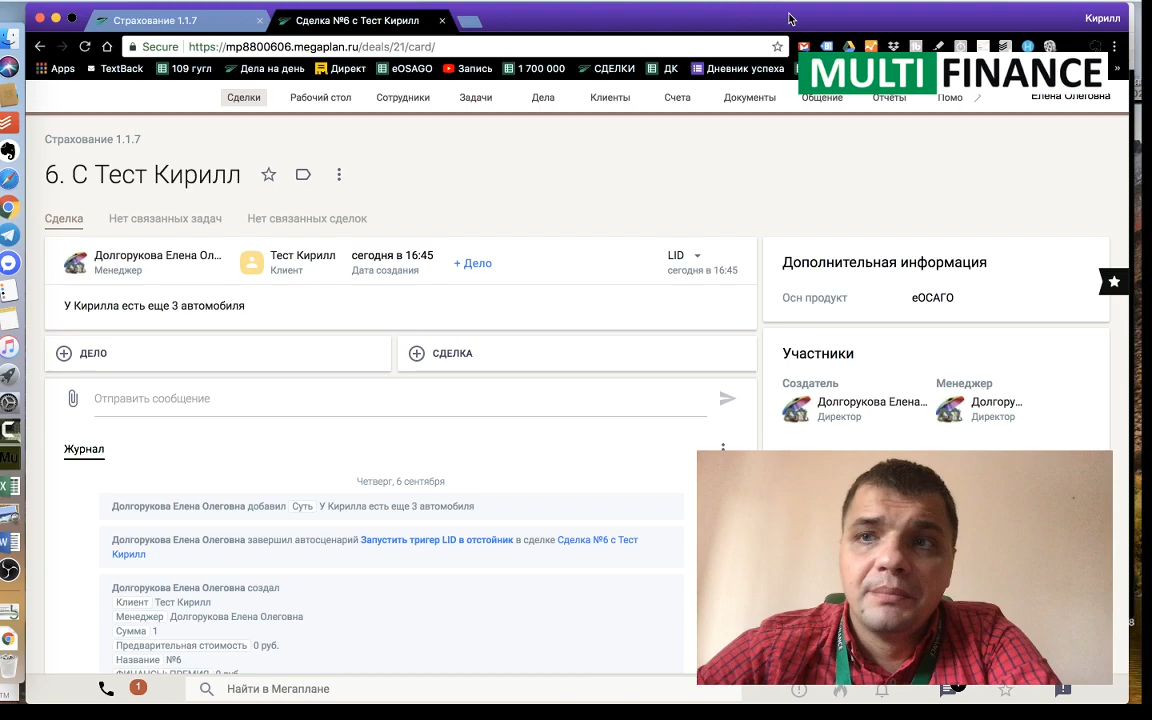 Страхование 1.1.7
Сделка №6 с Тест Кирилл
Кирилл
Secure
https://mp8800606.megaplan.ru/deals/21/card/
Apps
TextBack
109 гугл
Дела на день
Директ
eOSAGO
Запись
1 700 000
СДЕЛКИ
ДК
Дневник успеха
»
MULTI FINANCE
Сделки
Рабочий стол
Сотрудники
Задачи
Дела
Клиенты
Счета
Документы
Общение
Отчеты
Помо
Елена Олеговна
Страхование 1.1.7
6. С Тест Кирилл
Сделка
Нет связанных задач
Нет связанных сделок
Долгорукова Елена Ол...
Менеджер
Тест Кирилл
Клиент
сегодня в 16:45
Дата создания
+ Дело
LID
сегодня в 16:45
У Кирилла есть еще 3 автомобиля
Дополнительная информация
Осн продукт
еОСАГО
ДЕЛО
СДЕЛКА
Участники
Создатель
Долгорукова Елена...
Директор
Менеджер
Долгору...
Директор
Отправить сообщение
Журнал
Четверг, 6 сентября
Долгорукова Елена Олеговна добавил Суть У Кирилла есть еще 3 автомобиля
Долгорукова Елена Олеговна завершил автосценарий Запустить тригер LID в отстойник в сделке Сделка №6 с Тест
Кирилл
Долгорукова Елена Олеговна создал
Клиент Тест Кирилл
Менеджер Долгорукова Елена Олеговна
Сумма 1
Предварительная стоимость 0 руб.
Название №6
ФИНАНСЫ: ПРЕМИЯ 0 руб.
1
Найти в Мегаплане